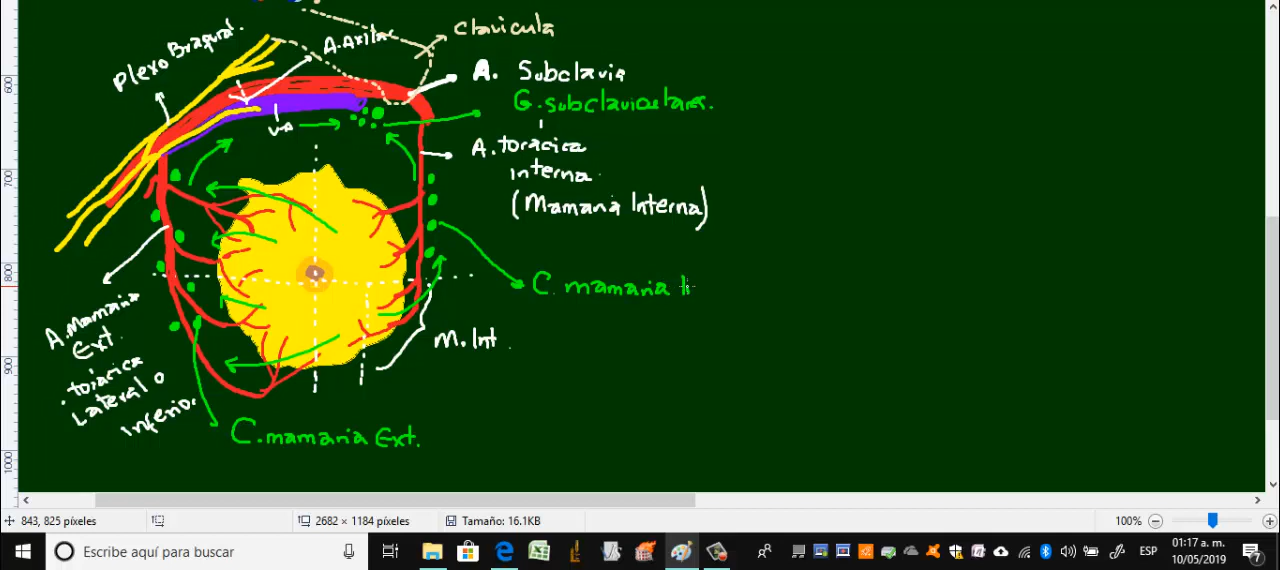 Clavicula
A. Axilar
Plexo Braquial.
A. Subclavia
G. subclaviculares.
A. toracica
interna.
(Mamaria Interna)
C. mamaria I
M. Int.
A. Mamaria
Ext.
toracica
Lateral o
inferior.
C. mamaria Ext.
600
700
800
900
1000
843, 825 píxeles
2682 × 1184 píxeles
Tamaño: 16.1KB
100%
Escribe aquí para buscar
ESP
01:17 a. m.
10/05/2019
7